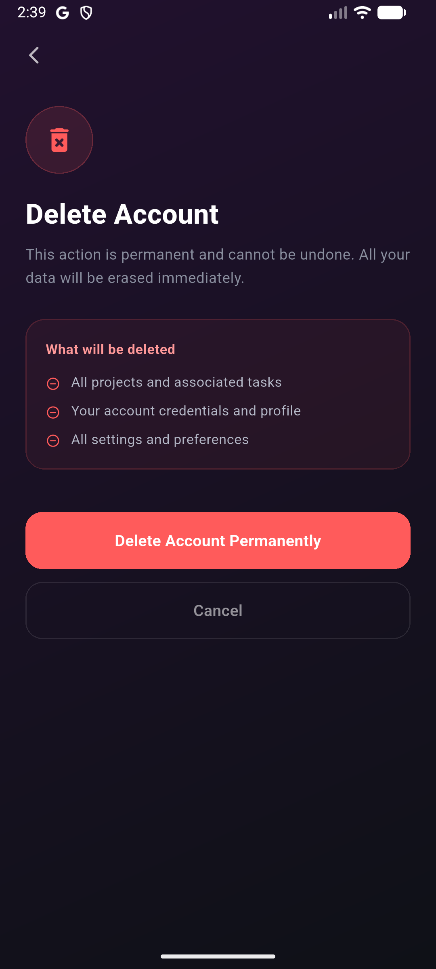 2:39
Delete Account
This action is permanent and cannot be undone. All your
data will be erased immediately.
What will be deleted
All projects and associated tasks
Your account credentials and profile
All settings and preferences
Delete Account Permanently
Cancel